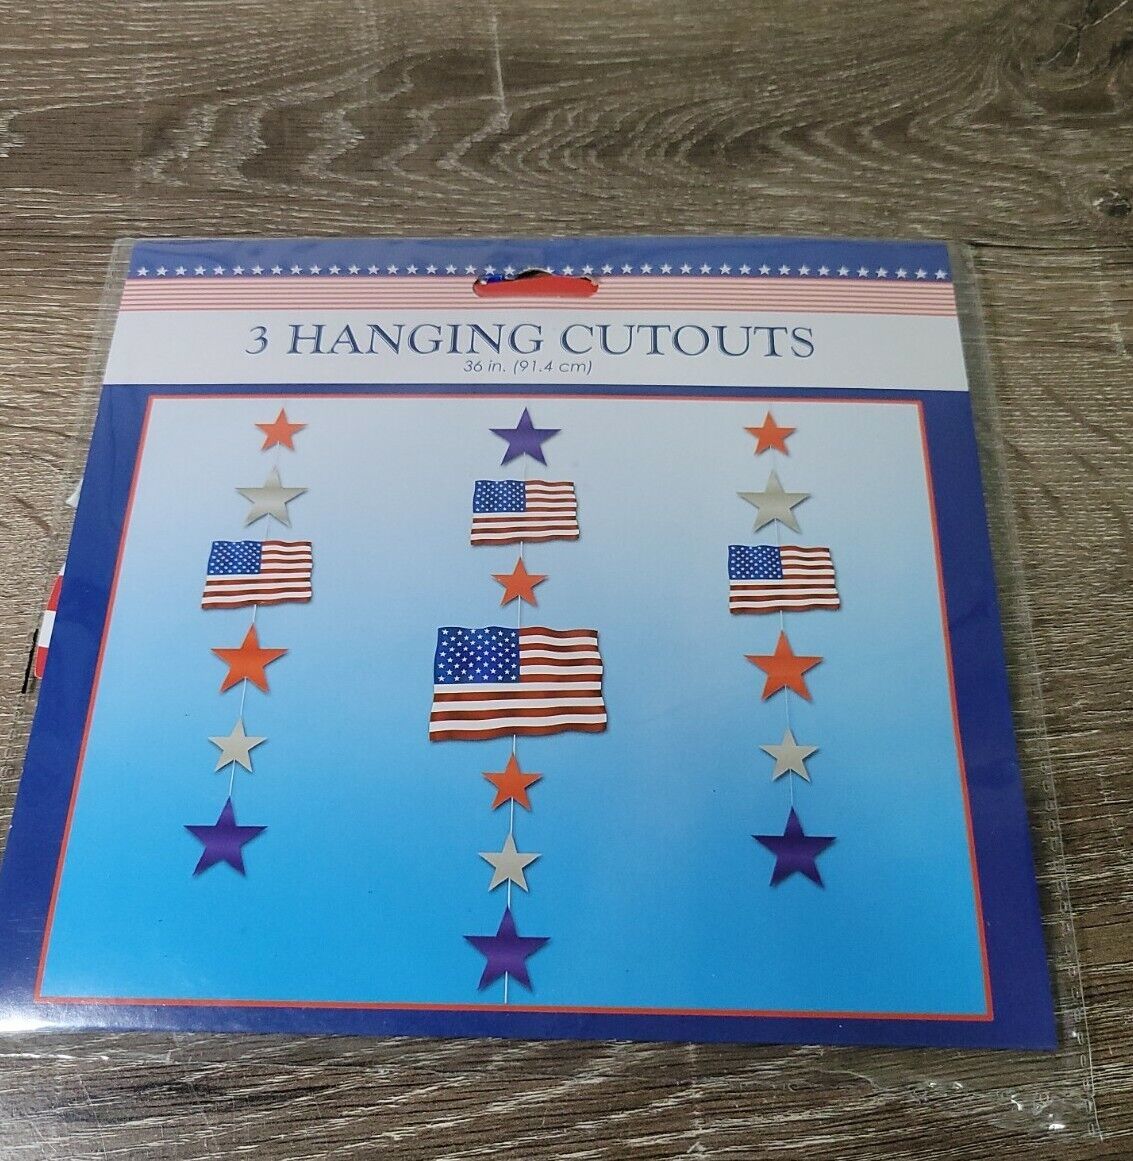 3 HANGING CUTOUTS
36 in. (91.4 cm)